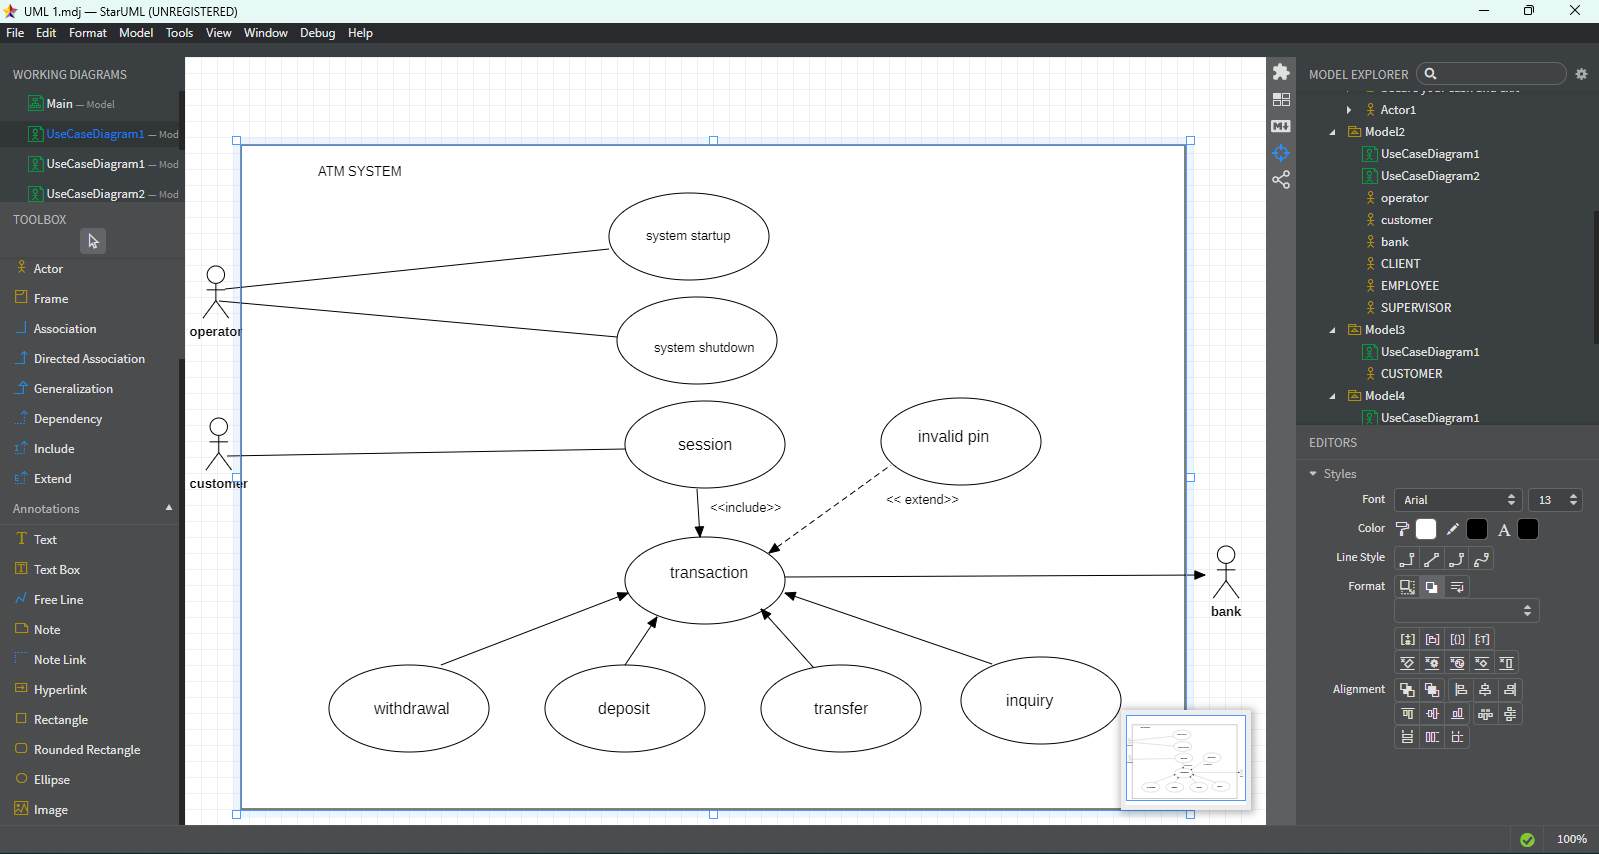 UML 1.mdj — StarUML (UNREGISTERED)
File Edit Format Model Tools View Window Debug Help
WORKING DIAGRAMS
Main — Model
UseCaseDiagram1 — Mod
UseCaseDiagram1 — Mod
UseCaseDiagram2 — Mod
TOOLBOX
Actor
Frame
Association
Directed Association
Generalization
Dependency
Include
Extend
Annotations
Text
Text Box
Free Line
Note
Note Link
Hyperlink
Rectangle
Rounded Rectangle
Ellipse
Image
ATM SYSTEM
system startup
operator
system shutdown
customer
session
invalid pin
<<include>>
<< extend>>
transaction
bank
withdrawal
deposit
transfer
inquiry
MODEL EXPLORER
Actor1
Model2
UseCaseDiagram1
UseCaseDiagram2
operator
customer
bank
CLIENT
EMPLOYEE
SUPERVISOR
Model3
UseCaseDiagram1
CUSTOMER
Model4
UseCaseDiagram1
EDITORS
Styles
Font Arial 13
Color A
Line Style
Format
Alignment
100%